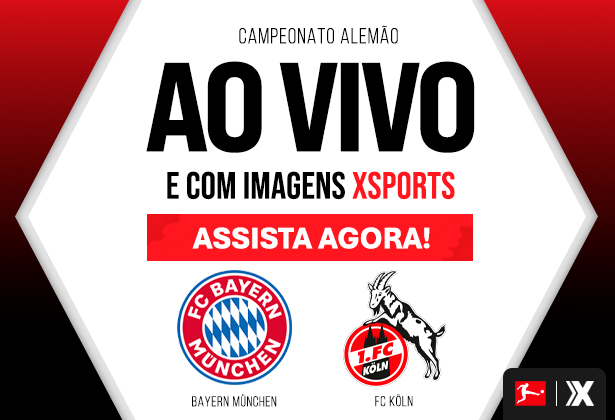 CAMPEONATO ALEMÃO
AO VIVO
E COM IMAGENS XSPORTS
ASSISTA AGORA!
FC BAYERN
MÜNCHEN
1.FC
KÖLN
BAYERN MÜNCHEN
FC KÖLN
X